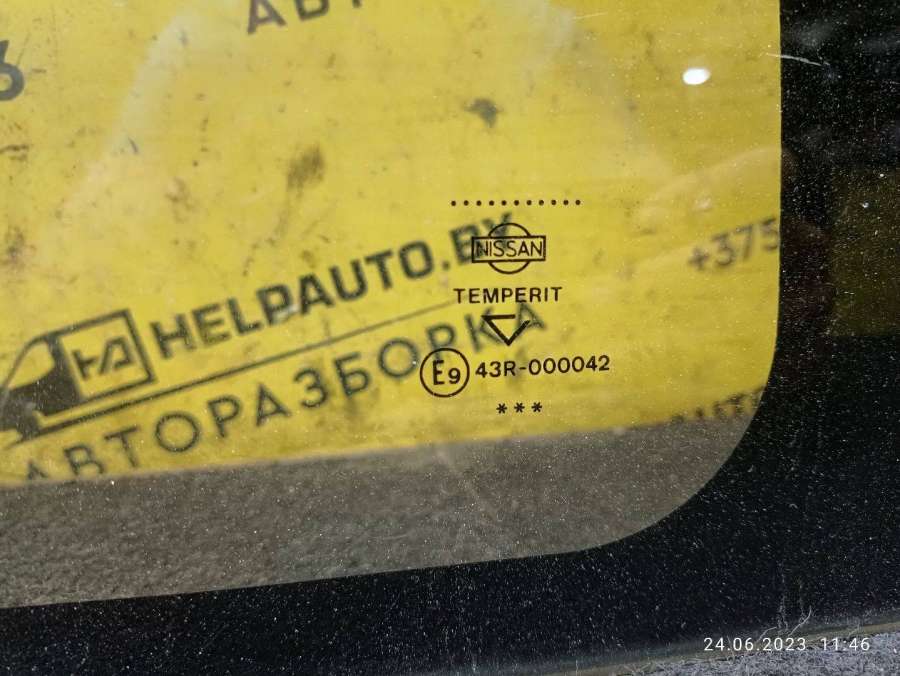 HELPAUTO.BY
АВТОРАЗБОРКА
+375
...........
NISSAN
TEMPERIT
E9 43R-000042
***
24.06.2023 11:46